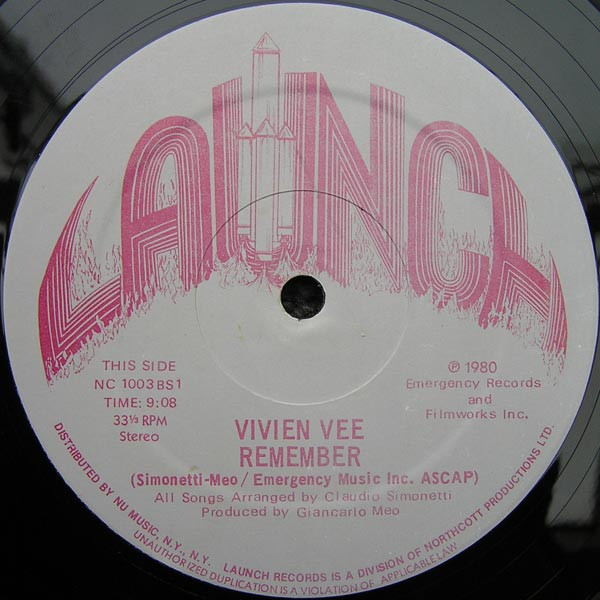 LAUNCH
THIS SIDE
NC 1003 BS1
TIME: 9:08
33⅓ RPM
Stereo
℗ 1980
Emergency Records
and
Filmworks Inc.
VIVIEN VEE
REMEMBER
(Simonetti-Meo / Emergency Music Inc. ASCAP)
All Songs Arranged by Claudio Simonetti
Produced by Giancarlo Meo
DISTRIBUTED BY NU MUSIC, N.Y., N.Y. LAUNCH RECORDS IS A DIVISION OF NORTHCOTT PRODUCTIONS LTD.
UNAUTHORIZED DUPLICATION IS A VIOLATION OF APPLICABLE LAW